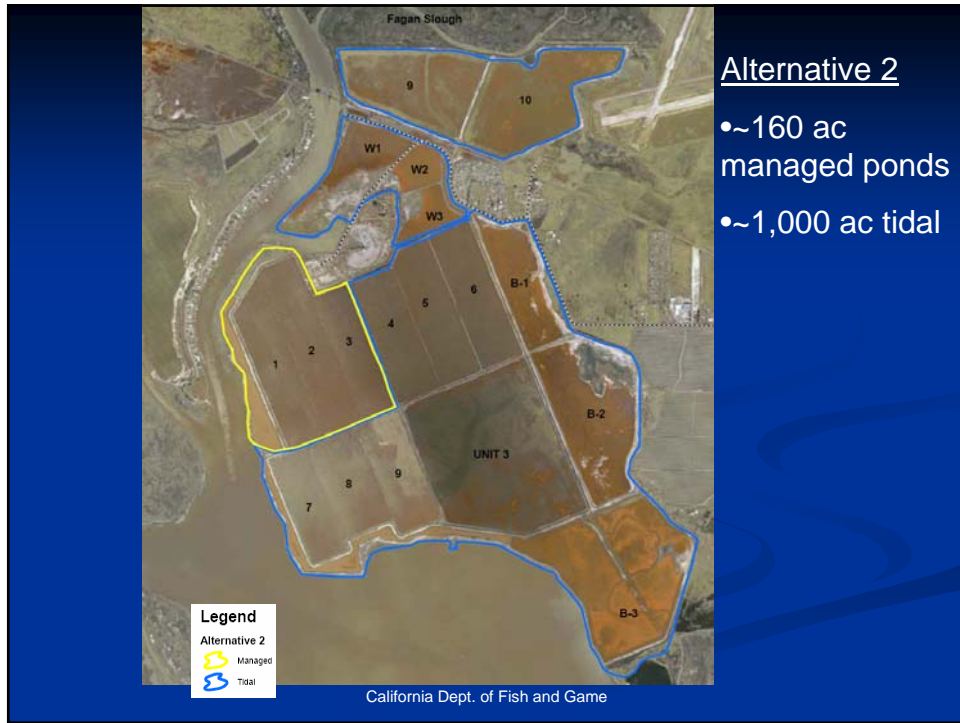 Fagan Slough
Alternative 2
•~160 ac
managed ponds
•~1,000 ac tidal
9
10
W1
W2
W3
B-1
6
5
4
3
2
1
B-2
UNIT 3
9
8
7
B-3
Legend
Alternative 2
Managed
Tidal
California Dept. of Fish and Game